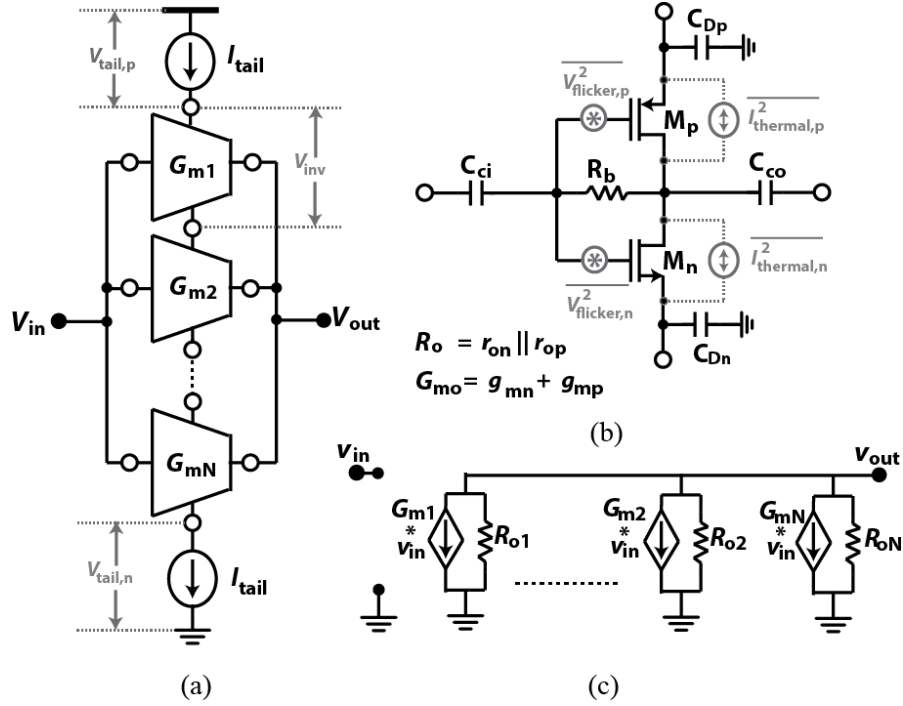 V_tail,p
I_tail
G_m1
V_inv
G_m2
V_in
V_out
G_mN
V_tail,n
I_tail
(a)
C_Dp
V²_flicker,p
M_p
I²_thermal,p
C_ci
R_b
C_co
M_n
I²_thermal,n
V²_flicker,n
C_Dn
R_o = r_on || r_op
G_mo = g_mn + g_mp
(b)
v_in
v_out
G_m1
*
v_in
R_o1
G_m2
*
v_in
R_o2
G_mN
*
v_in
R_oN
(c)